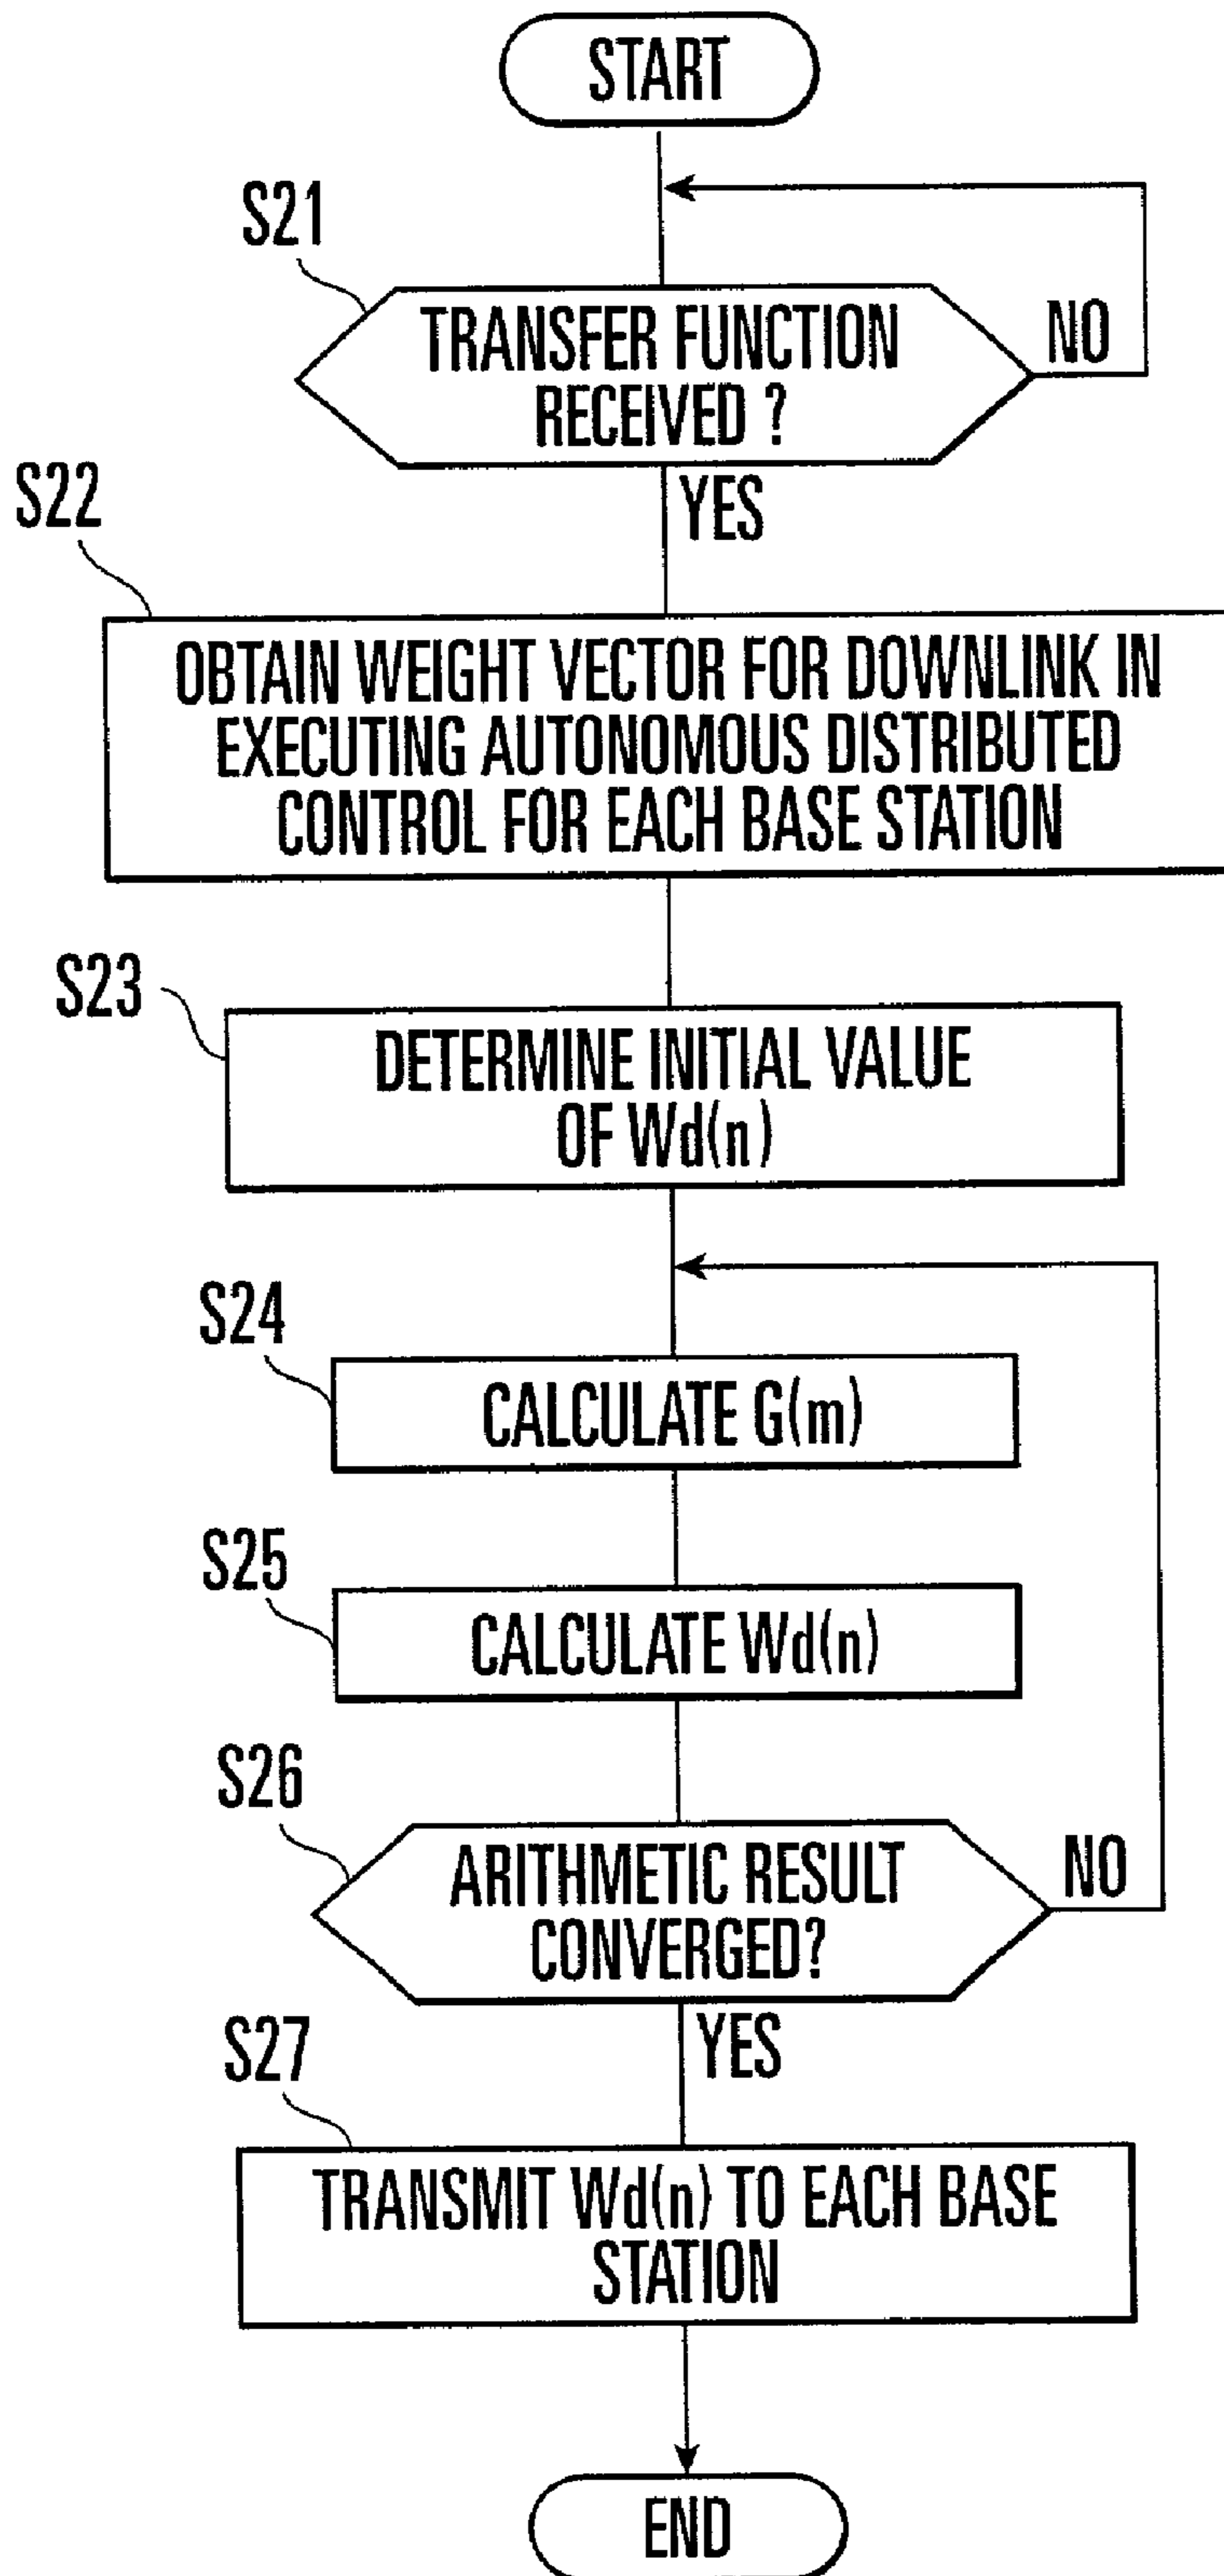 START
S21
TRANSFER FUNCTION
RECEIVED ?
NO
YES
S22
OBTAIN WEIGHT VECTOR FOR DOWNLINK IN
EXECUTING AUTONOMOUS DISTRIBUTED
CONTROL FOR EACH BASE STATION
S23
DETERMINE INITIAL VALUE
OF Wd(n)
S24
CALCULATE G(m)
S25
CALCULATE Wd(n)
S26
ARITHMETIC RESULT
CONVERGED?
NO
YES
S27
TRANSMIT Wd(n) TO EACH BASE
STATION
END